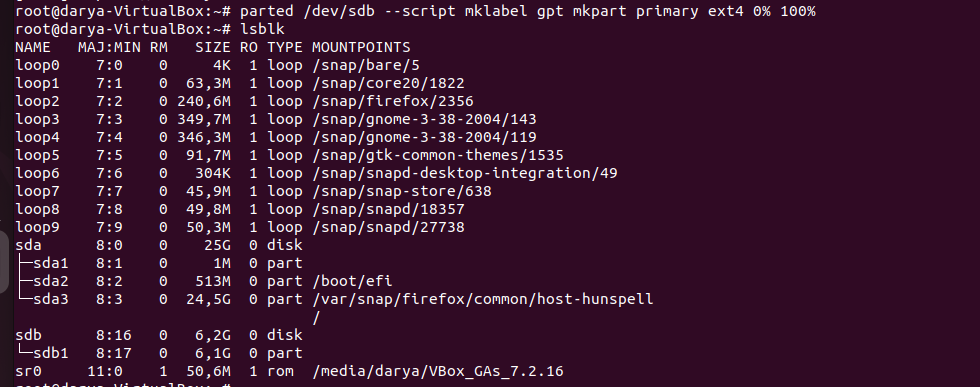 root@darya-VirtualBox:~# parted /dev/sdb --script mklabel gpt mkpart primary ext4 0% 100%
root@darya-VirtualBox:~# lsblk
NAME   MAJ:MIN RM   SIZE RO TYPE MOUNTPOINTS
loop0    7:0    0     4K  1 loop /snap/bare/5
loop1    7:1    0  63,3M  1 loop /snap/core20/1822
loop2    7:2    0 240,6M  1 loop /snap/firefox/2356
loop3    7:3    0 349,7M  1 loop /snap/gnome-3-38-2004/143
loop4    7:4    0 346,3M  1 loop /snap/gnome-3-38-2004/119
loop5    7:5    0  91,7M  1 loop /snap/gtk-common-themes/1535
loop6    7:6    0   304K  1 loop /snap/snapd-desktop-integration/49
loop7    7:7    0  45,9M  1 loop /snap/snap-store/638
loop8    7:8    0  49,8M  1 loop /snap/snapd/18357
loop9    7:9    0  50,3M  1 loop /snap/snapd/27738
sda      8:0    0    25G  0 disk
├─sda1   8:1    0     1M  0 part
├─sda2   8:2    0   513M  0 part /boot/efi
└─sda3   8:3    0  24,5G  0 part /var/snap/firefox/common/host-hunspell
/
sdb      8:16   0   6,2G  0 disk
└─sdb1   8:17   0   6,1G  0 part
sr0     11:0    1  50,6M  1 rom  /media/darya/VBox_GAs_7.2.16
root@darya-VirtualBox:~#